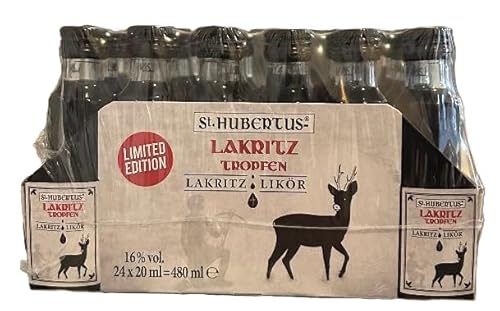 St. HUBERTUS-®
LIMITED
EDITION
LAKRITZ
TROPFEN
LAKRITZ LIKÖR
16% vol.
24 x 20 ml = 480 ml ℮
St. HUBERTUS-
LAKRITZ
TROPFEN
LAKRITZ LIKÖR
St. HUBERTUS-
LAKRITZ
TROPFEN
LAKRITZ LIKÖR